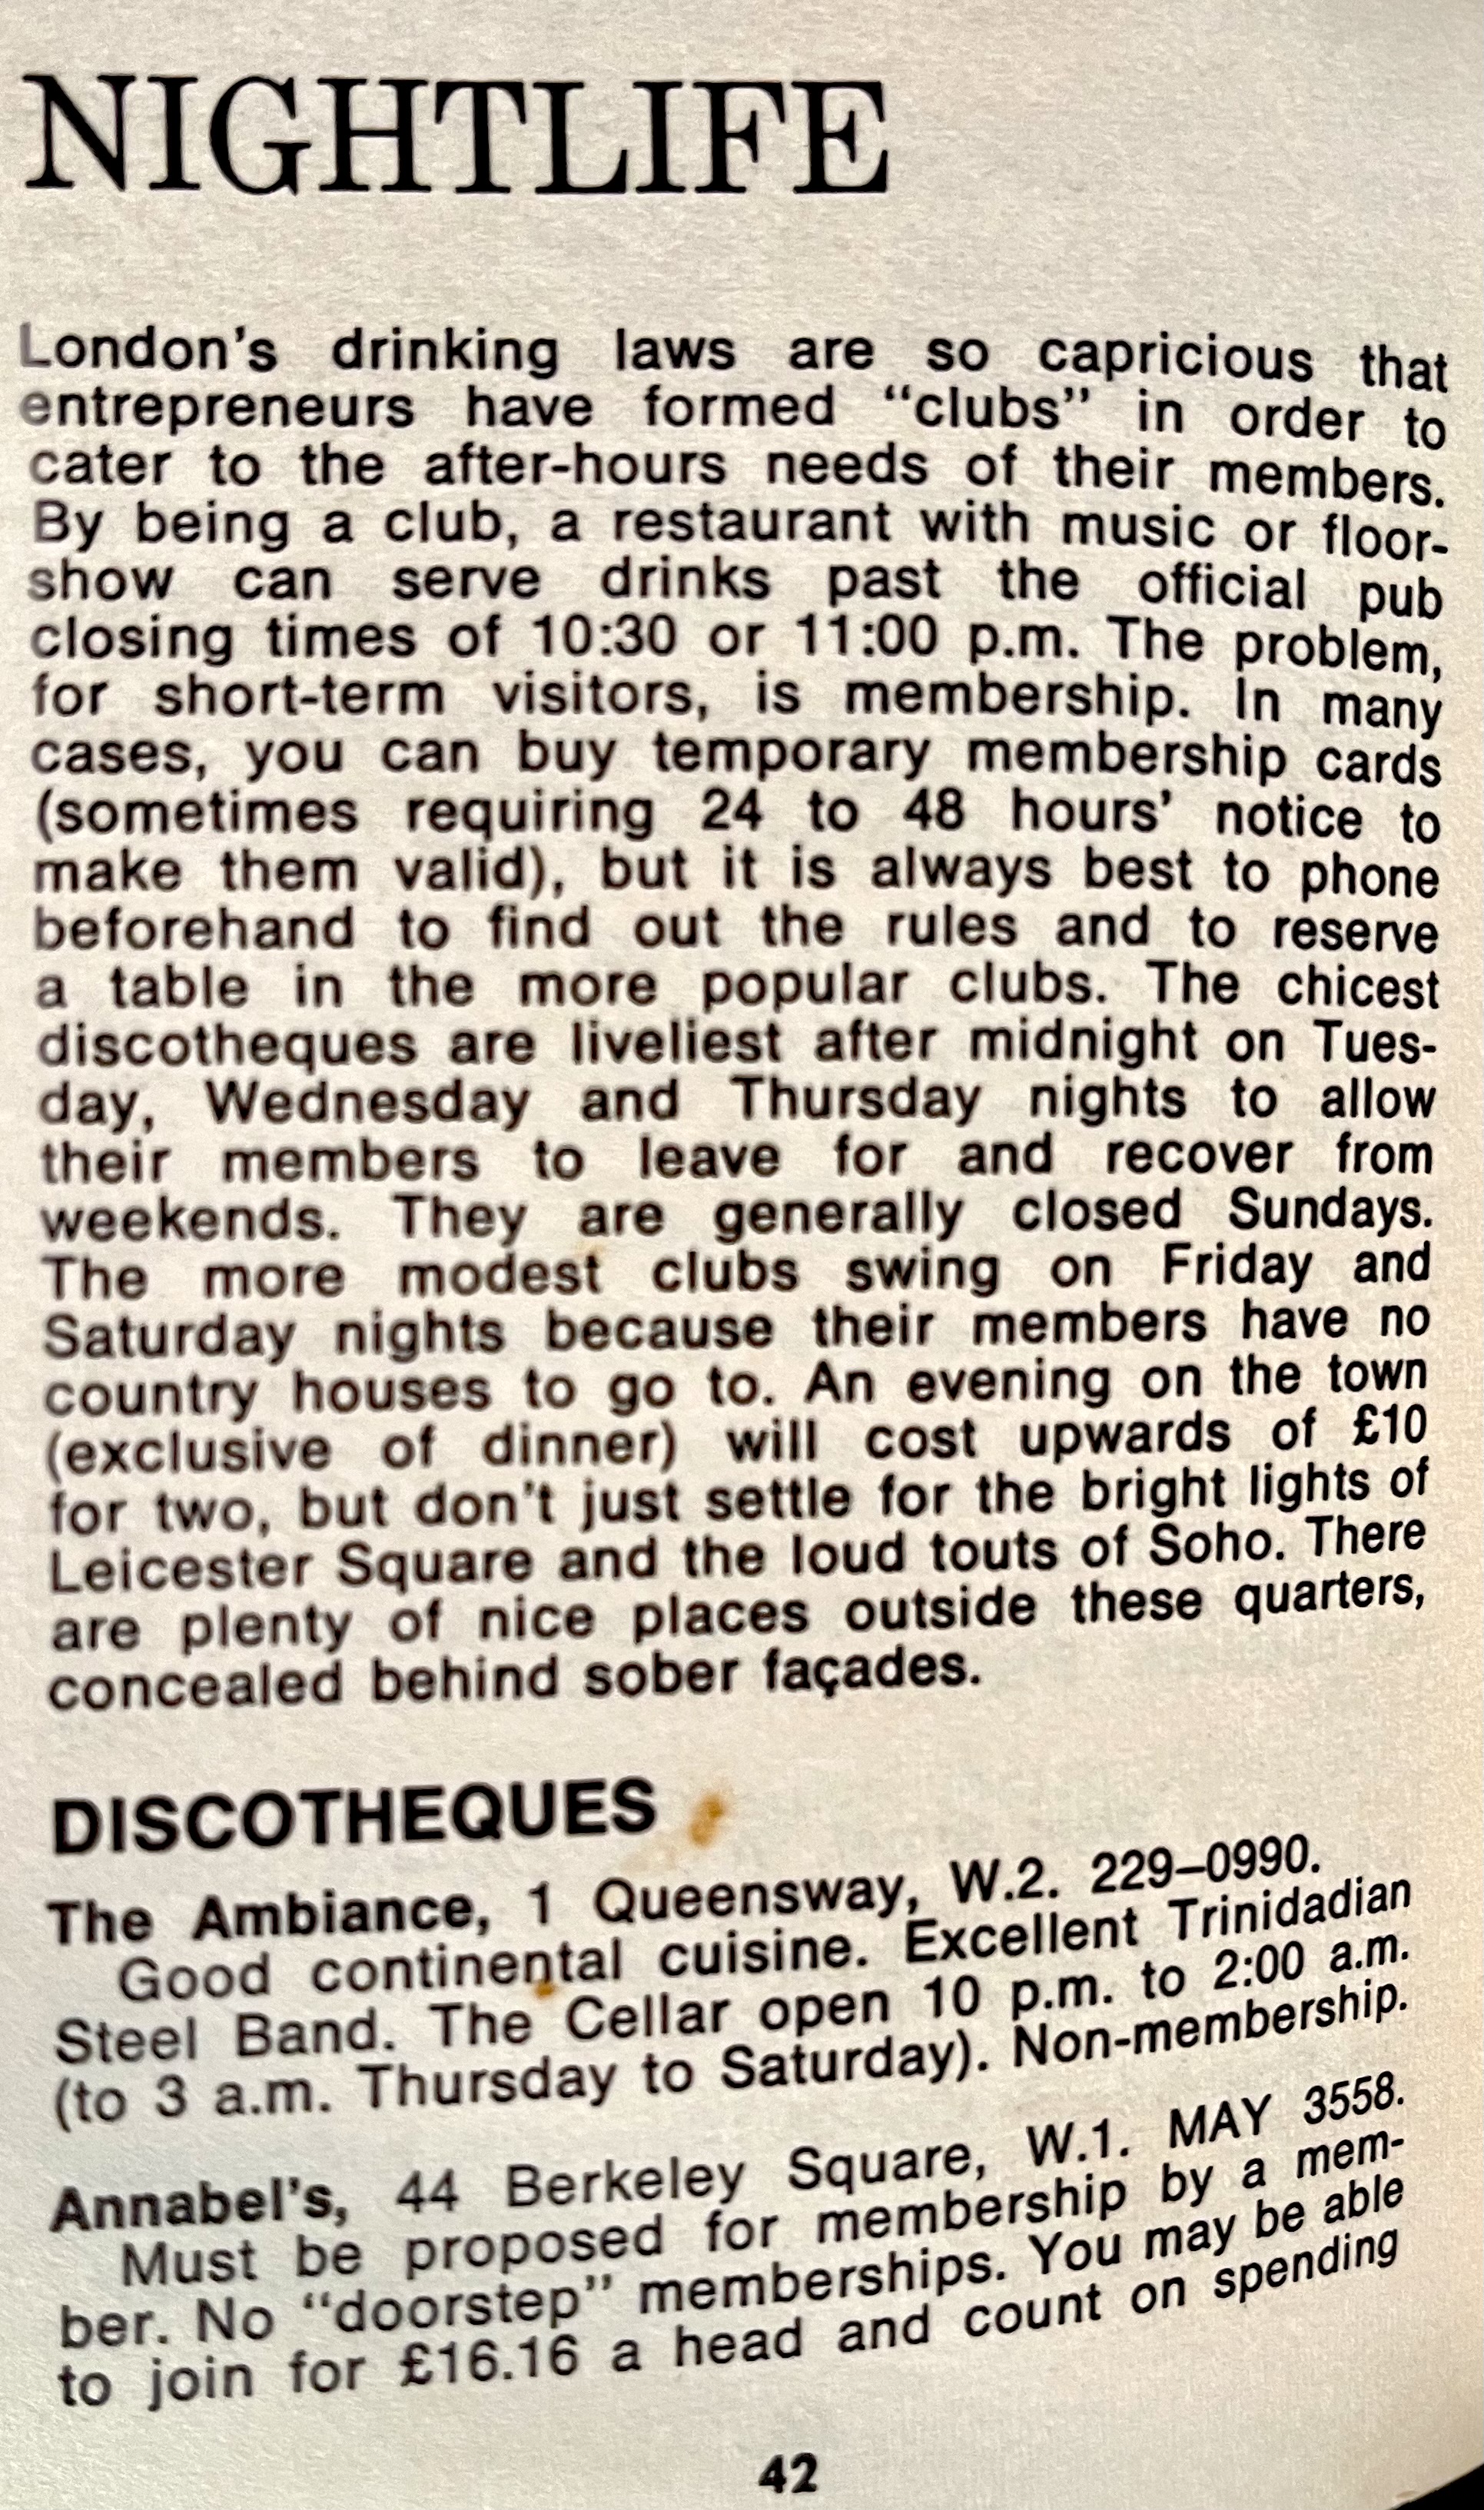 NIGHTLIFE
London's drinking laws are so capricious that
entrepreneurs have formed “clubs” in order to
cater to the after-hours needs of their members.
By being a club, a restaurant with music or floor-
show can serve drinks past the official pub
closing times of 10:30 or 11:00 p.m. The problem,
for short-term visitors, is membership. In many
cases, you can buy temporary membership cards
(sometimes requiring 24 to 48 hours' notice to
make them valid), but it is always best to phone
beforehand to find out the rules and to reserve
a table in the more popular clubs. The chicest
discotheques are liveliest after midnight on Tues-
day, Wednesday and Thursday nights to allow
their members to leave for and recover from
weekends. They are generally closed Sundays.
The more modest clubs swing on Friday and
Saturday nights because their members have no
country houses to go to. An evening on the town
(exclusive of dinner) will cost upwards of £10
for two, but don't just settle for the bright lights of
Leicester Square and the loud touts of Soho. There
are plenty of nice places outside these quarters,
concealed behind sober façades.
DISCOTHEQUES
The Ambiance, 1 Queensway, W.2. 229–0990.
Good continental cuisine. Excellent Trinidadian
Steel Band. The Cellar open 10 p.m. to 2:00 a.m.
(to 3 a.m. Thursday to Saturday). Non-membership.
Annabel's, 44 Berkeley Square, W.1. MAY 3558.
Must be proposed for membership by a mem-
ber. No “doorstep” memberships. You may be able
to join for £16.16 a head and count on spending
42